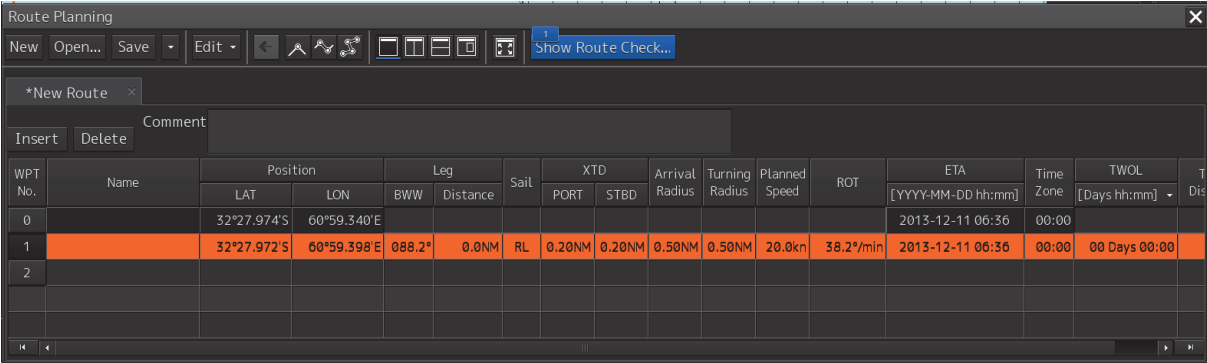 Route Planning
New Open... Save Edit 1 Show Route Check...
*New Route
Comment
Insert Delete
WPT No. Name Position Leg Sail XTD Arrival Radius Turning Radius Planned Speed ROT ETA Time Zone TWOL T Dis
LAT LON BWW Distance PORT STBD [YYYY-MM-DD hh:mm] [Days hh:mm]
0 32°27.974'S 60°59.340'E 2013-12-11 06:36 00:00
1 32°27.972'S 60°59.398'E 088.2° 0.0NM RL 0.20NM 0.20NM 0.50NM 0.50NM 20.0kn 38.2°/min 2013-12-11 06:36 00:00 00 Days 00:00
2